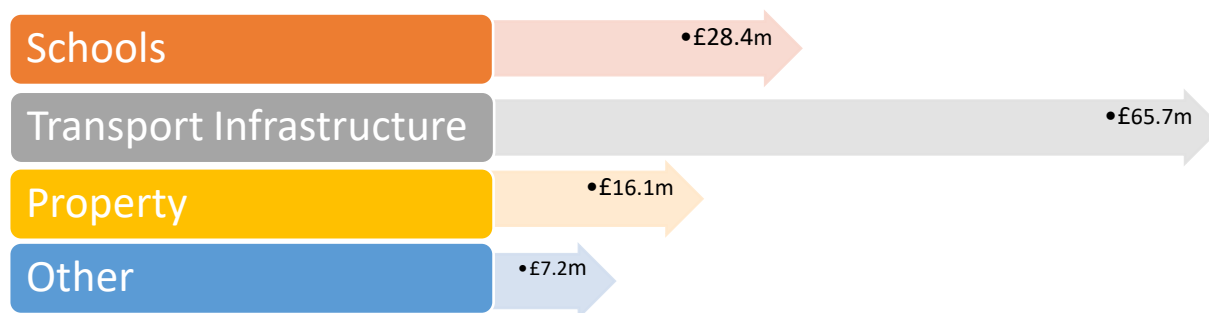 Schools
•£28.4m
Transport Infrastructure
•£65.7m
Property
•£16.1m
Other
•£7.2m